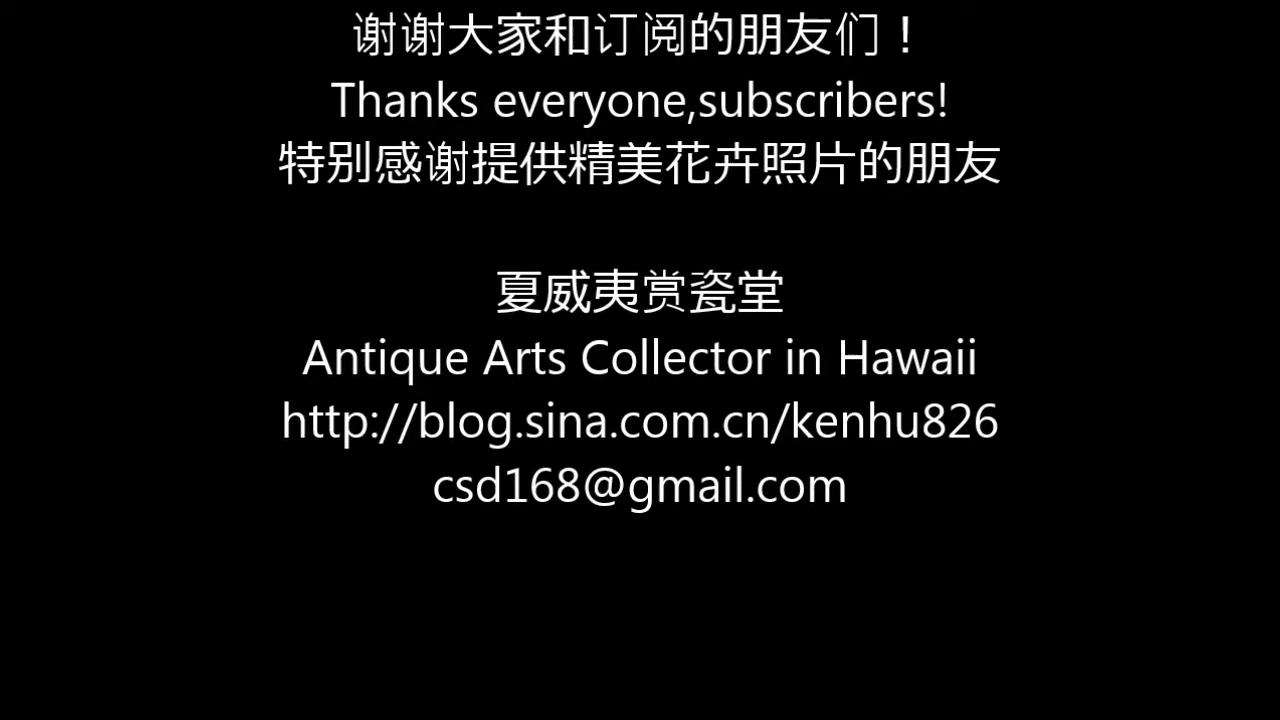 谢谢大家和订阅的朋友们！
Thanks everyone,subscribers!
特别感谢提供精美花卉照片的朋友
夏威夷赏瓷堂
Antique Arts Collector in Hawaii
http://blog.sina.com.cn/kenhu826
csd168@gmail.com